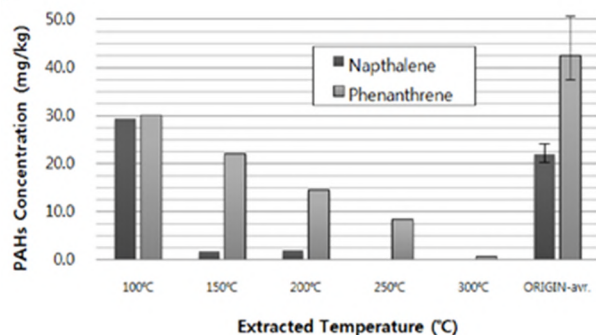 50.0
40.0
30.0
20.0
10.0
0.0
PAHs Concentration (mg/kg)
Napthalene
Phenanthrene
100℃ 150℃ 200℃ 250℃ 300℃ ORIGIN-avr.
Extracted Temperature (℃)